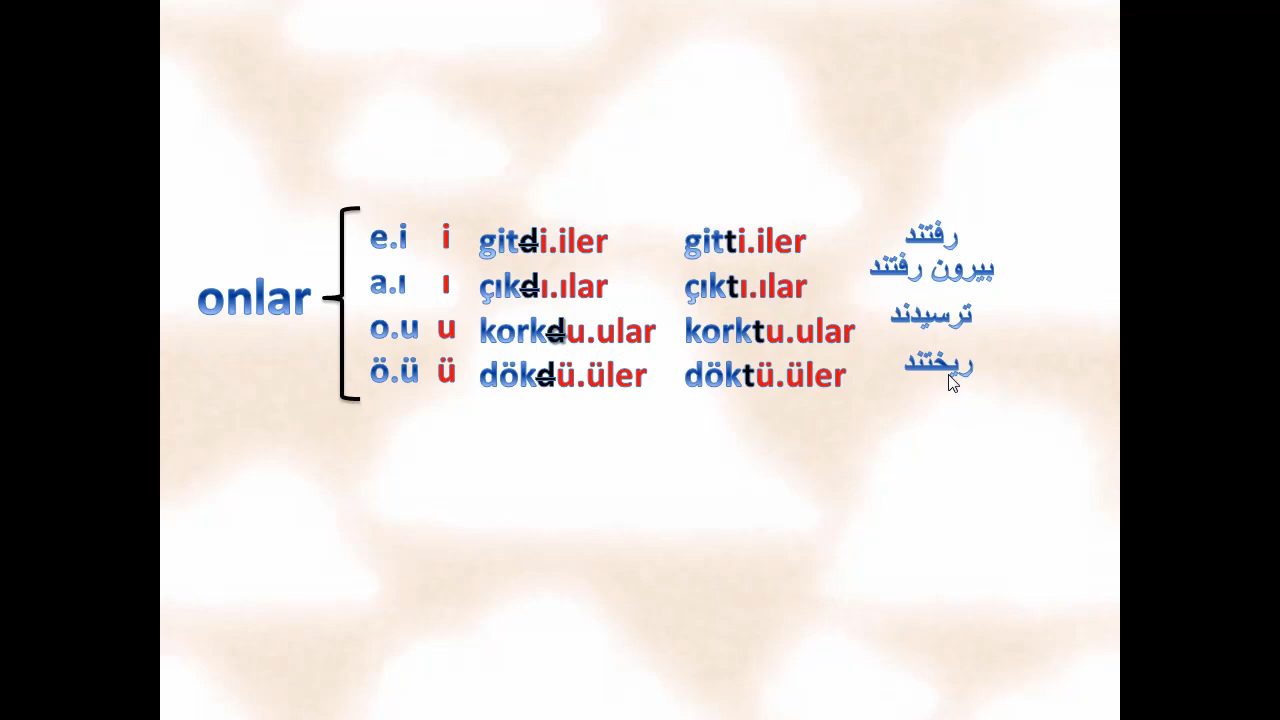 e.i i gitdi.iler gitti.iler رفتند
a.ı ı çıkdı.ılar çıktı.ılar بیرون رفتند
onlar
o.u u korkdu.ular korktu.ular ترسیدند
ö.ü ü dökdü.üler döktü.üler ریختند